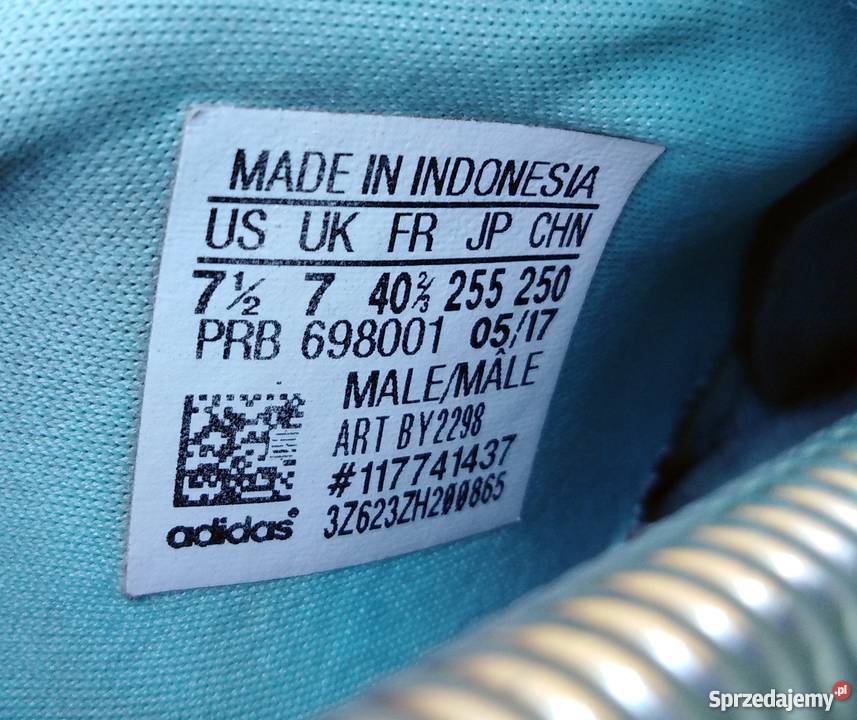 MADE IN INDONESIA
US UK FR JP CHN
7½ 7 40⅔ 255 250
PRB 698001 05/17
MALE/MÂLE
ART BY2298
#117741437
3Z623ZH200865
adidas®
Sprzedajemy.pl